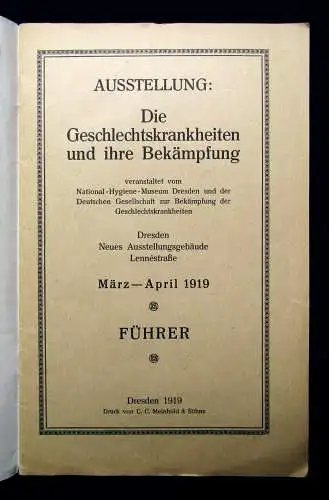 AUSSTELLUNG:
Die
Geschlechtskrankheiten
und ihre Bekämpfung
veranstaltet vom
National-Hygiene-Museum Dresden und der
Deutschen Gesellschaft zur Bekämpfung der
Geschlechtskrankheiten
Dresden
Neues Ausstellungsgebäude
Lennéstraße
März—April 1919
FÜHRER
Dresden 1919
Druck von C. C. Meinhold & Söhne